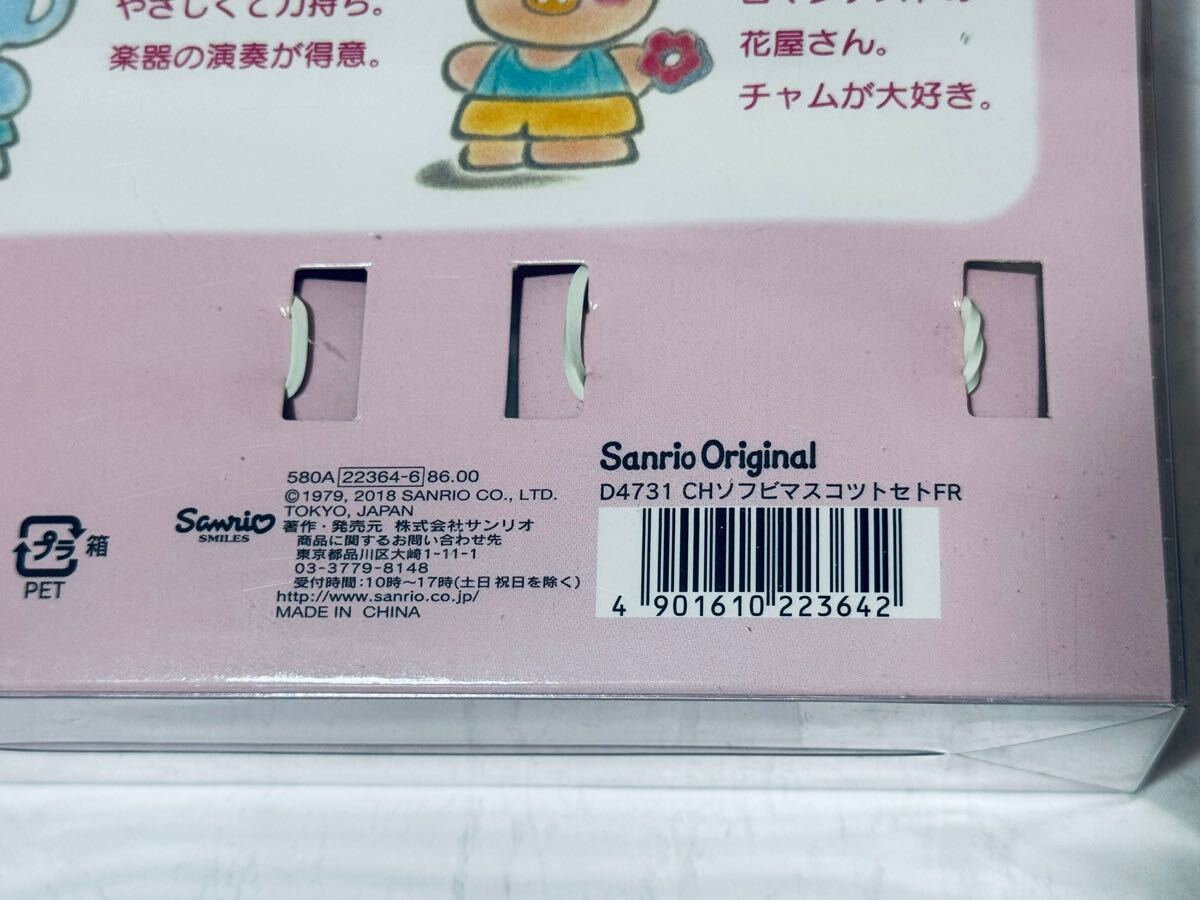 やさしくて力持ち。
楽器の演奏が得意。
花屋さん。
チャムが大好き。
Sanrio Original
D4731 CHソフビマスコツトセトFR
4 901610 223642
580A 22364-6 86.00
©1979, 2018 SANRIO CO., LTD.
TOKYO, JAPAN
著作・発売元 株式会社サンリオ
商品に関するお問い合わせ先
東京都品川区大崎1-11-1
03-3779-8148
受付時間:10時～17時(土日祝日を除く)
http://www.sanrio.co.jp/
MADE IN CHINA
Sanrio
SMILES
プラ 箱
PET